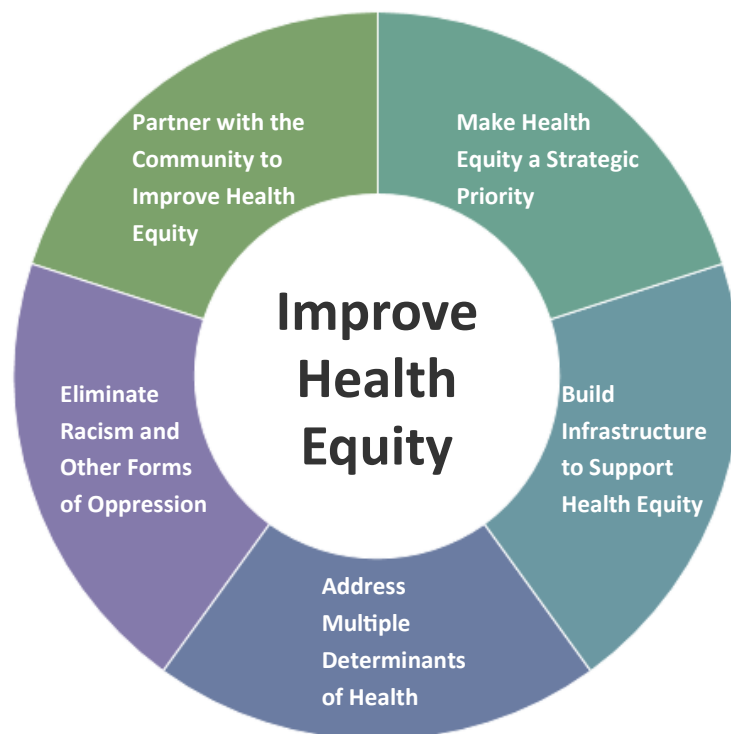 Partner with the
Community to
Improve Health
Equity
Make Health
Equity a Strategic
Priority
Improve
Health
Equity
Eliminate
Racism and
Other Forms
of Oppression
Build
Infrastructure
to Support
Health Equity
Address
Multiple
Determinants
of Health